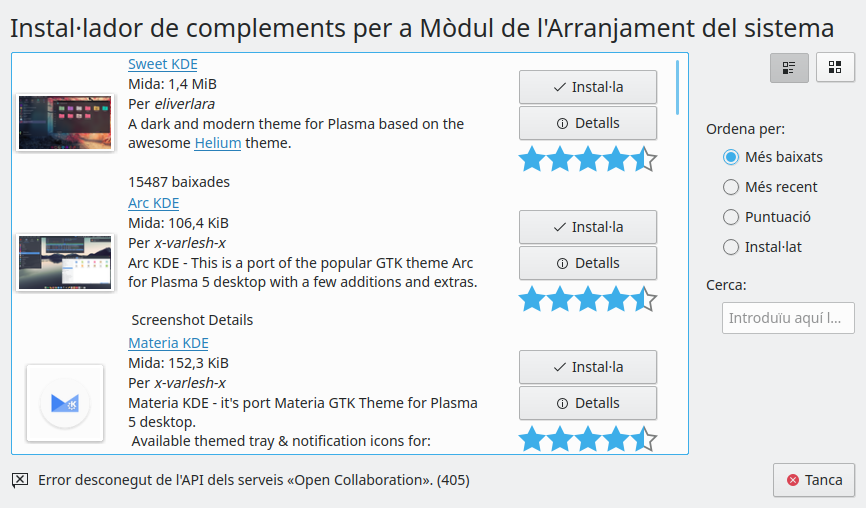 Instal·lador de complements per a Mòdul de l'Arranjament del sistema
Sweet KDE
Mida: 1,4 MiB
Per eliverlara
A dark and modern theme for Plasma based on the
awesome Helium theme.
15487 baixades
Instal·la
Detalls
Arc KDE
Mida: 106,4 KiB
Per x-varlesh-x
Arc KDE - This is a port of the popular GTK theme Arc
for Plasma 5 desktop with a few additions and extras.
Screenshot Details
Instal·la
Detalls
Materia KDE
Mida: 152,3 KiB
Per x-varlesh-x
Materia KDE - it's port Materia GTK Theme for Plasma
5 desktop.
Available themed tray & notification icons for:
Instal·la
Detalls
Ordena per:
Més baixats
Més recent
Puntuació
Instal·lat
Cerca:
Introduïu aquí l...
Error desconegut de l'API dels serveis «Open Collaboration». (405)
Tanca